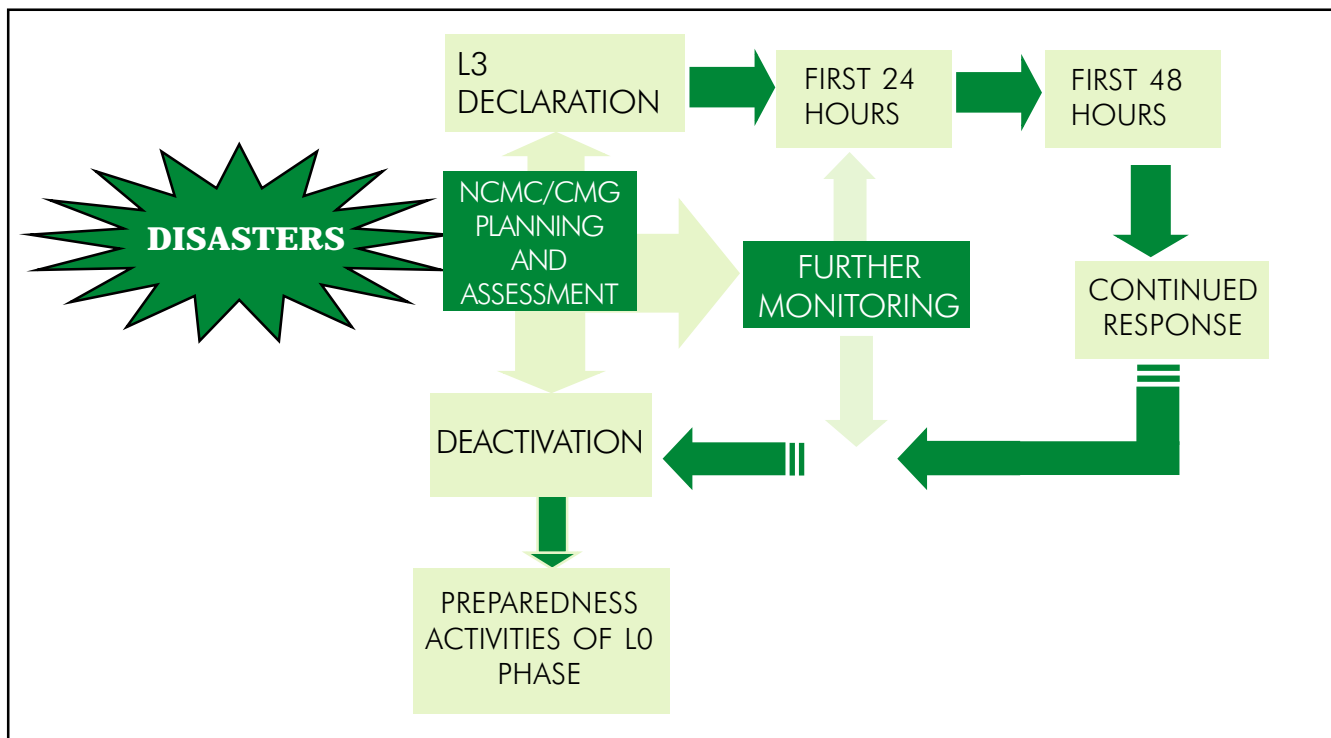 L3
DECLARATION
FIRST 24
HOURS
FIRST 48
HOURS
DISASTERS
NCMC/CMG
PLANNING
AND
ASSESSMENT
FURTHER
MONITORING
CONTINUED
RESPONSE
DEACTIVATION
PREPAREDNESS
ACTIVITIES OF L0
PHASE